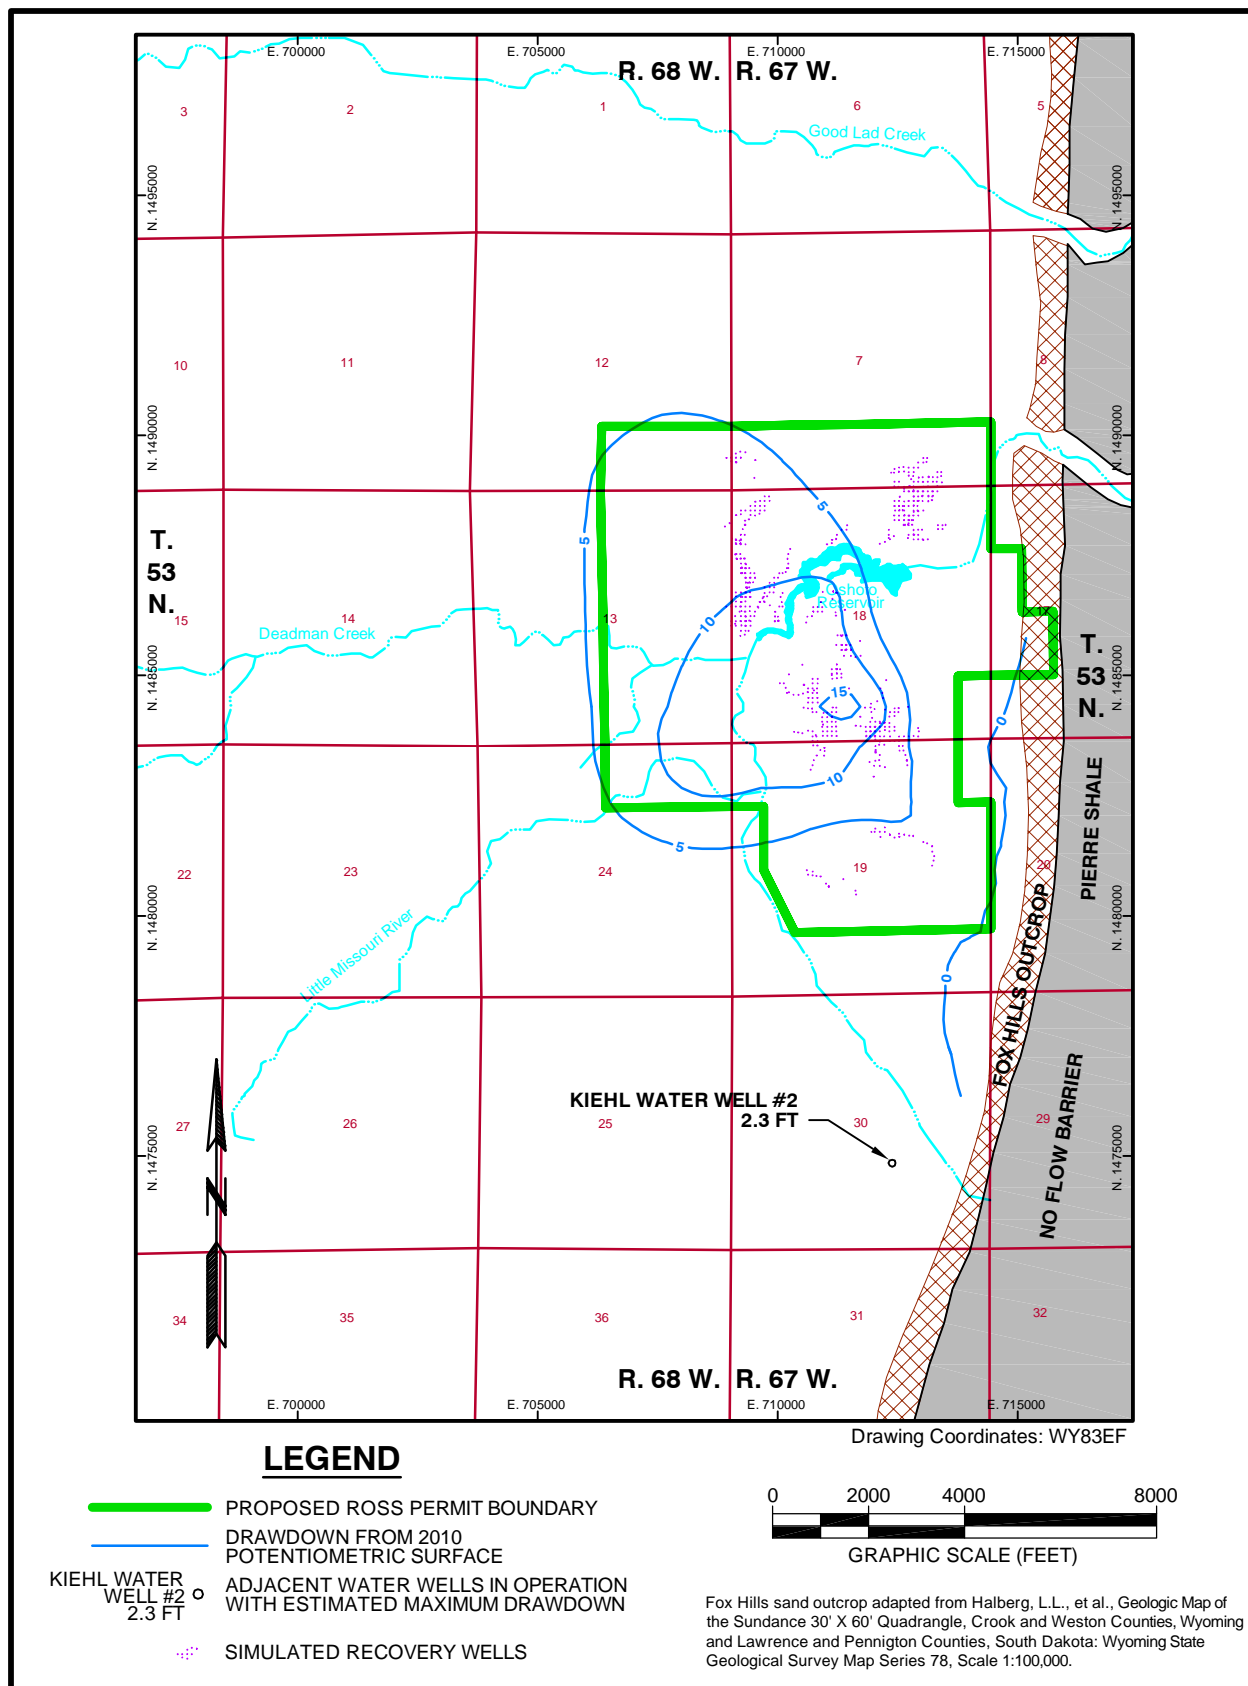 E. 700000
E. 705000
E. 710000
E. 715000
R. 68 W. R. 67 W.
3
2
1
6
5
Good Lad Creek
N. 1495000
N. 1495000
10
11
12
7
8
N. 1490000
N. 1490000
5
5
T.
53
N.
Oshoto
Reservoir
15
14
13
18
17
10
Deadman Creek
T.
53
N.
N. 1485000
N. 1485000
15
0
10
PIERRE SHALE
5
22
23
24
19
20
N. 1480000
N. 1480000
Little Missouri River
0
FOX HILLS OUTCROP
KIEHL WATER WELL #2
2.3 FT
27
26
25
30
29
N. 1475000
N. 1475000
NO FLOW BARRIER
N
34
35
36
31
32
R. 68 W. R. 67 W.
E. 700000
E. 705000
E. 710000
E. 715000
Drawing Coordinates: WY83EF
LEGEND
PROPOSED ROSS PERMIT BOUNDARY
DRAWDOWN FROM 2010
POTENTIOMETRIC SURFACE
KIEHL WATER
WELL #2
2.3 FT
ADJACENT WATER WELLS IN OPERATION
WITH ESTIMATED MAXIMUM DRAWDOWN
SIMULATED RECOVERY WELLS
0 2000 4000 8000
GRAPHIC SCALE (FEET)
Fox Hills sand outcrop adapted from Halberg, L.L., et al., Geologic Map of
the Sundance 30' X 60' Quadrangle, Crook and Weston Counties, Wyoming
and Lawrence and Pennigton Counties, South Dakota: Wyoming State
Geological Survey Map Series 78, Scale 1:100,000.